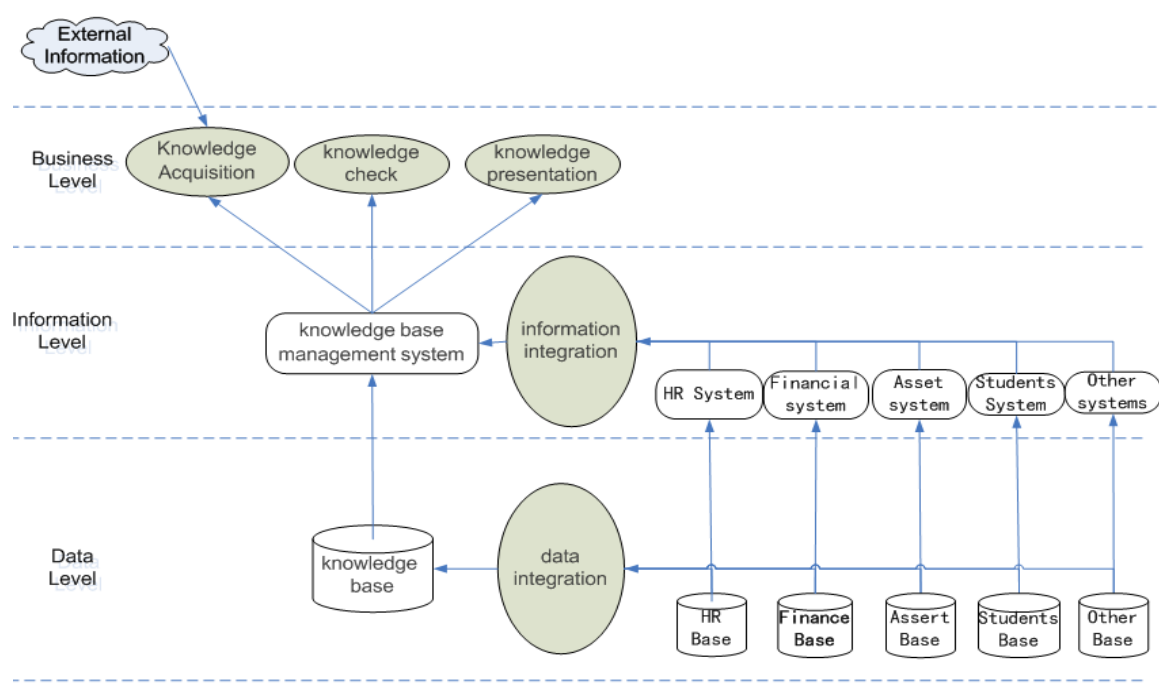 External
Information
Business
Level
Knowledge
Acquisition
knowledge
check
knowledge
presentation
Information
Level
knowledge base
management system
information
integration
HR System
Financial
system
Asset
system
Students
System
Other
systems
Data
Level
knowledge
base
data
integration
HR
Base
Finance
Base
Assert
Base
Students
Base
Other
Base